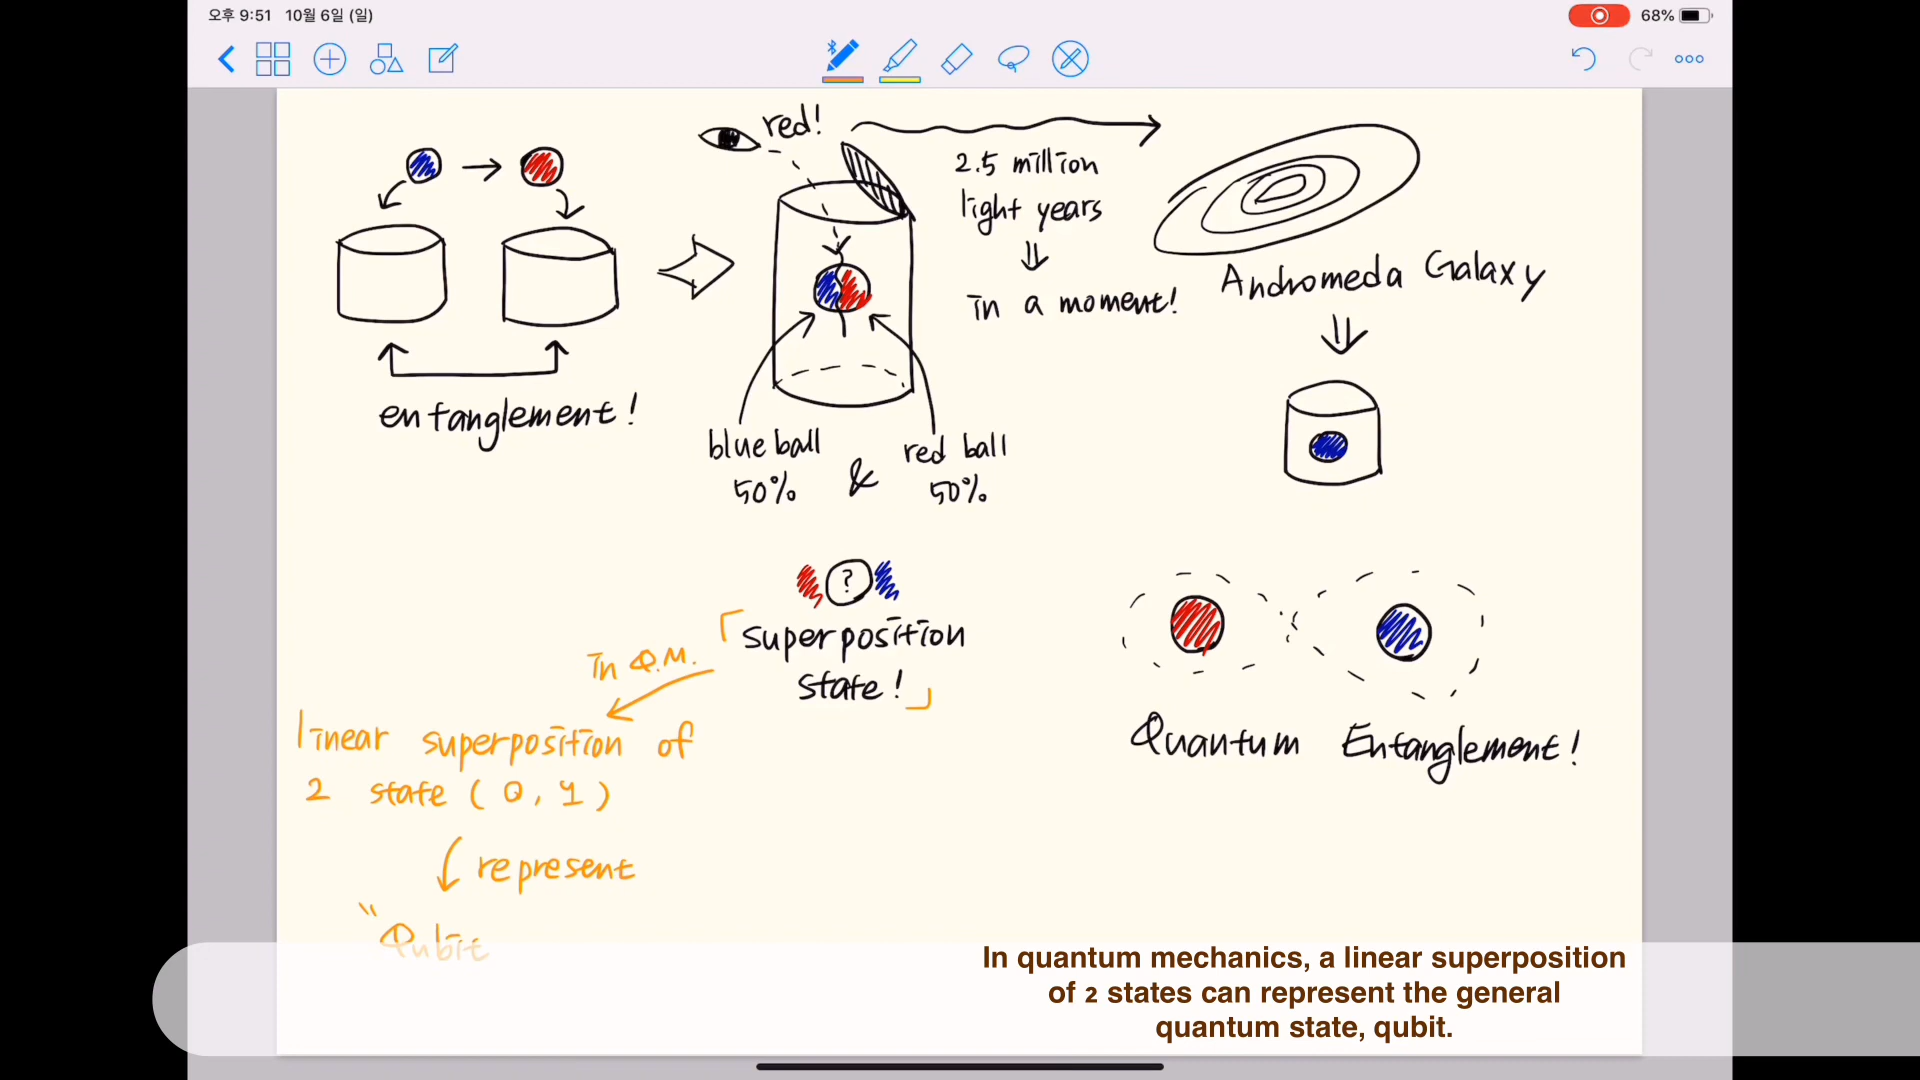 오후 9:51 10월 6일 (일)
68%
red!
2.5 million
light years
in a moment!
Andromeda Galaxy
entanglement!
blue ball
50%
&
red ball
50%
?
「superposition
state!」
in Q.M.
linear superposition of
2 state (0, 1)
represent
"Qubit
Quantum Entanglement!
In quantum mechanics, a linear superposition
of 2 states can represent the general
quantum state, qubit.